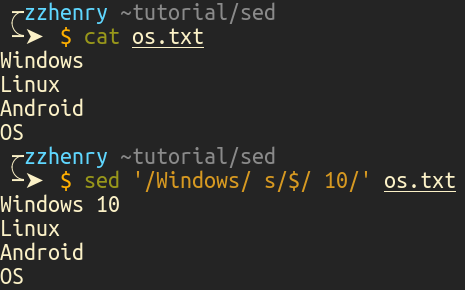 zzhenry ~tutorial/sed
$ cat os.txt
Windows
Linux
Android
OS
zzhenry ~tutorial/sed
$ sed '/Windows/ s/$/ 10/' os.txt
Windows 10
Linux
Android
OS